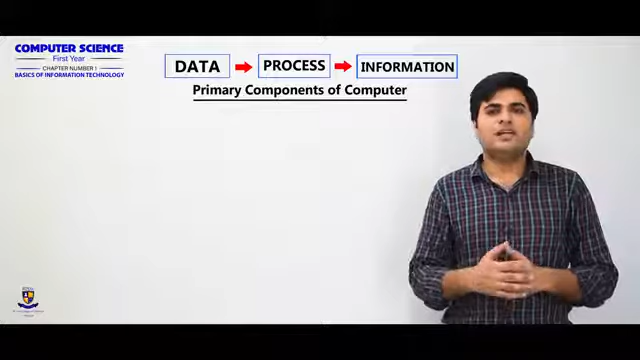 COMPUTER SCIENCE
First Year
CHAPTER NUMBER 1
BASICS OF INFORMATION TECHNOLOGY
DATA PROCESS INFORMATION
Primary Components of Computer